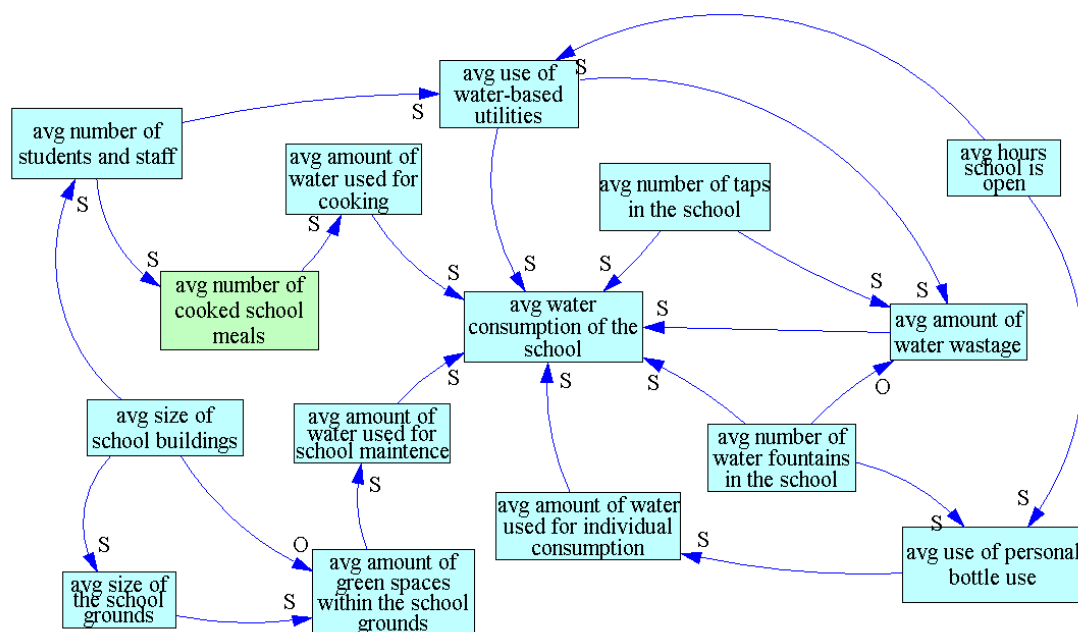 avg use of
water-based
utilities
S
S
avg number of
students and staff
S
avg amount of
water used for
cooking
S
avg number of taps
in the school
avg hours
school is
open
S
S
avg number of
cooked school
meals
S
S
S
avg water
consumption of the
school
S
S
S
avg amount of
water wastage
S
S
S
O
avg size of
school buildings
avg amount of
water used for
school maintence
avg number of
water fountains
in the school
S
avg amount of water
used for individual
consumption
S
S
S
avg use of personal
bottle use
S
O
avg size of
the school
grounds
S
avg amount of
green spaces
within the school
grounds